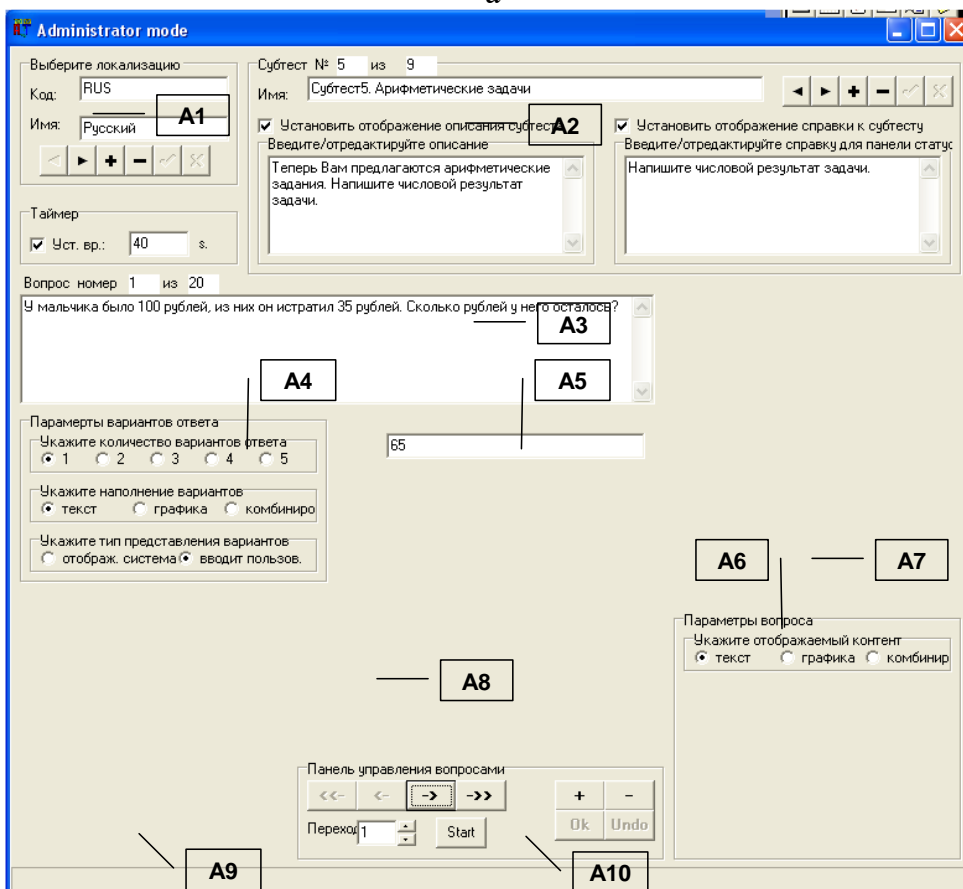 а
Administrator mode
Выберите локализацию
Код: RUS
Имя: Русский
A1
Субтест № 5 из 9
Имя: Субтест5. Арифметические задачи
A2
Установить отображение описания субтеста
Введите/отредактируйте описание
Теперь Вам предлагаются арифметические
задания. Напишите числовой результат
задачи.
Установить отображение справки к субтесту
Введите/отредактируйте справку для панели статус
Напишите числовой результат задачи.
Таймер
Уст. вр.: 40 s.
Вопрос номер 1 из 20
У мальчика было 100 рублей, из них он истратил 35 рублей. Сколько рублей у него осталось?
A3
A4
A5
Парамерты вариантов ответа
Укажите количество вариантов ответа
1 2 3 4 5
65
Укажите наполнение вариантов
текст графика комбиниро
Укажите тип представления вариантов
отображ. система вводит пользов.
A6
A7
Параметры вопроса
Укажите отображаемый контент
текст графика комбинир
A8
Панель управления вопросами
<<- <- -> ->> + -
Переход 1 Start Ok Undo
A9
A10